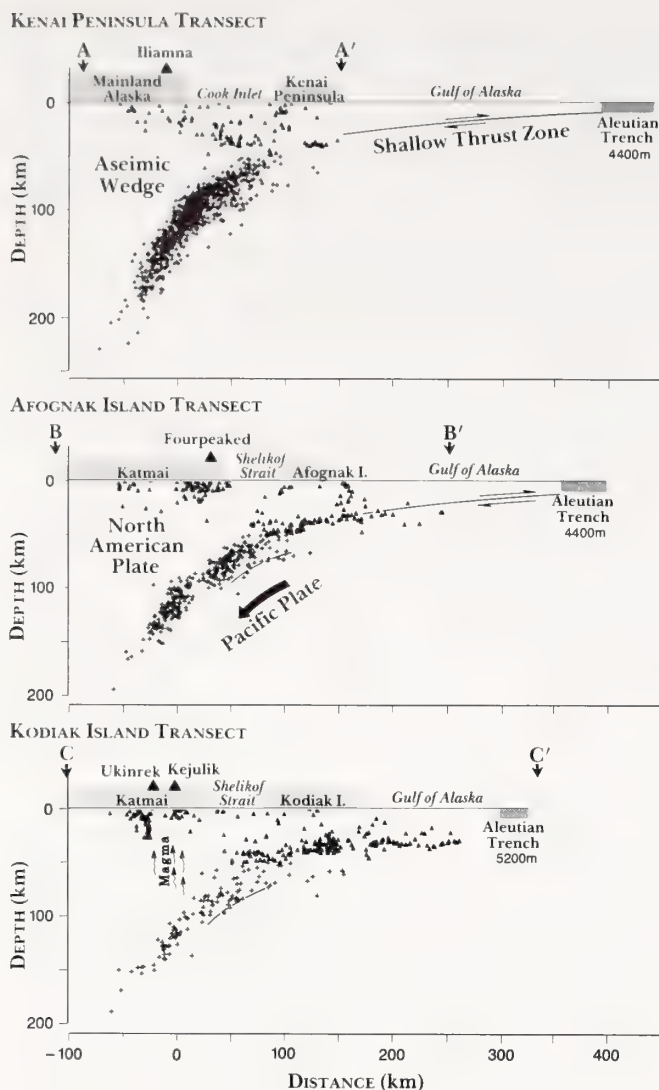 KENAI PENINSULA TRANSECT
A A′
Iliamna
Mainland Alaska
Cook Inlet
Kenai Peninsula
Gulf of Alaska
0
Shallow Thrust Zone
Aleutian Trench
4400m
Aseimic Wedge
100
200
DEPTH (km)
AFOGNAK ISLAND TRANSECT
B B′
Fourpeaked
Katmai
Shelikof Strait
Afognak I.
Gulf of Alaska
0
North American Plate
Aleutian Trench
4400m
100
Pacific Plate
200
DEPTH (km)
KODIAK ISLAND TRANSECT
C C′
Ukinrek Kejulik
Katmai
Shelikof Strait
Kodiak I.
Gulf of Alaska
0
Magma
Aleutian Trench
5200m
100
200
DEPTH (km)
-100 0 100 200 300 400
DISTANCE (km)